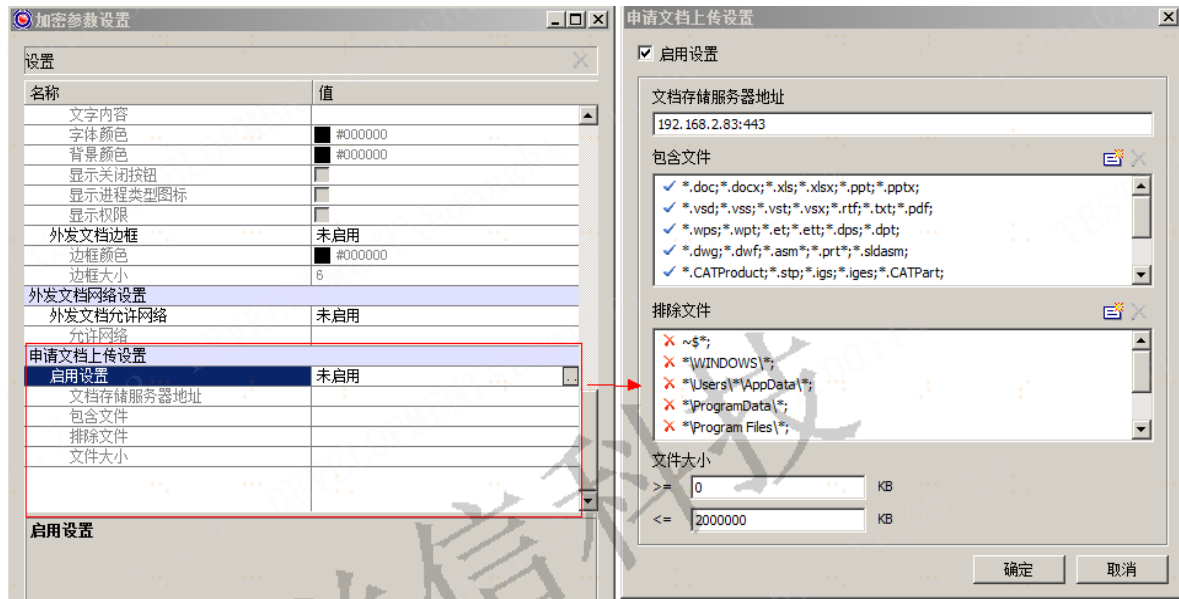 加密参数设置
设置
名称 值
文字内容
字体颜色 #000000
背景颜色 #000000
显示关闭按钮
显示进程类型图标
显示权限
外发文档边框 未启用
边框颜色 #000000
边框大小 6
外发文档网络设置
外发文档允许网络 未启用
允许网络
申请文档上传设置
启用设置 未启用
文档存储服务器地址
包含文件
排除文件
文件大小
启用设置
申请文档上传设置
启用设置
文档存储服务器地址
192.168.2.83:443
包含文件
*.doc;*.docx;*.xls;*.xlsx;*.ppt;*.pptx;
*.vsd;*.vss;*.vst;*.vsx;*.rtf;*.txt;*.pdf;
*.wps;*.wpt;*.et;*.ett;*.dps;*.dpt;
*.dwg;*.dwf;*.asm*;*.prt*;*.sldasm;
*.CATProduct;*.stp;*.igs;*.iges;*.CATPart;
排除文件
~$*;
*\WINDOWS\*;
*\Users\*\AppData\*;
*\ProgramData\*;
*\Program Files\*;
文件大小
>= 0 KB
<= 2000000 KB
确定 取消
信科技